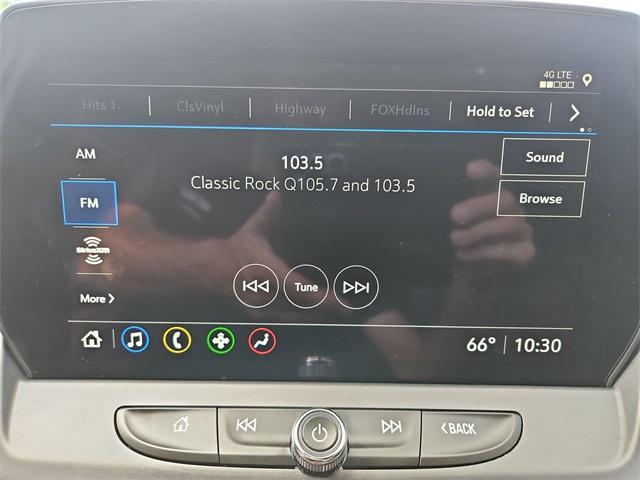 4G LTE
Hits 1 ClsVinyl Highway FOXHdlns Hold to Set
AM
103.5
Sound
Classic Rock Q105.7 and 103.5
FM
Browse
SiriusXM
More
Tune
66° 10:30
BACK